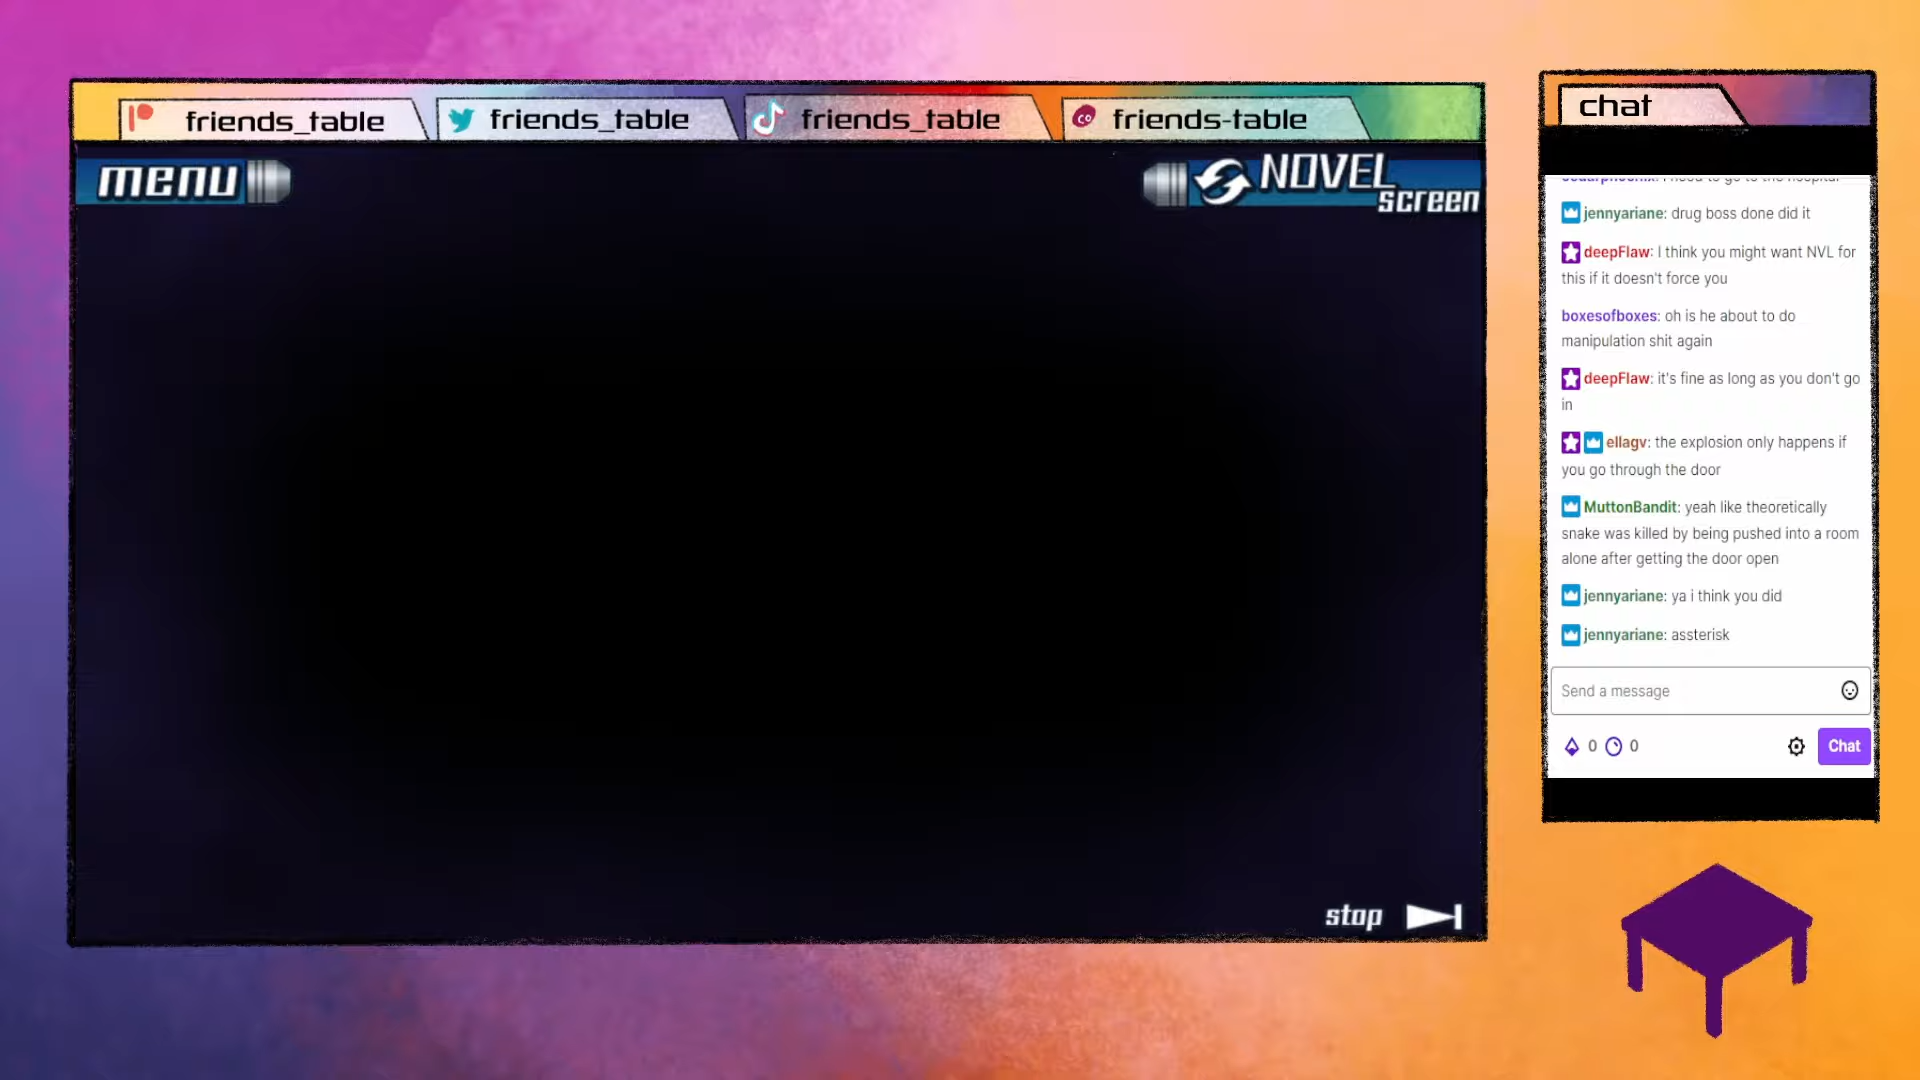 friends_table
friends_table
friends_table
friends-table
menu
NOVEL
screen
stop
chat
jennyariane: drug boss done did it
deepFlaw: I think you might want NVL for
this if it doesn't force you
boxesofboxes: oh is he about to do
manipulation shit again
deepFlaw: it's fine as long as you don't go
in
ellagv: the explosion only happens if
you go through the door
MuttonBandit: yeah like theoretically
snake was killed by being pushed into a room
alone after getting the door open
jennyariane: ya i think you did
jennyariane: assterisk
Send a message
0 0
Chat